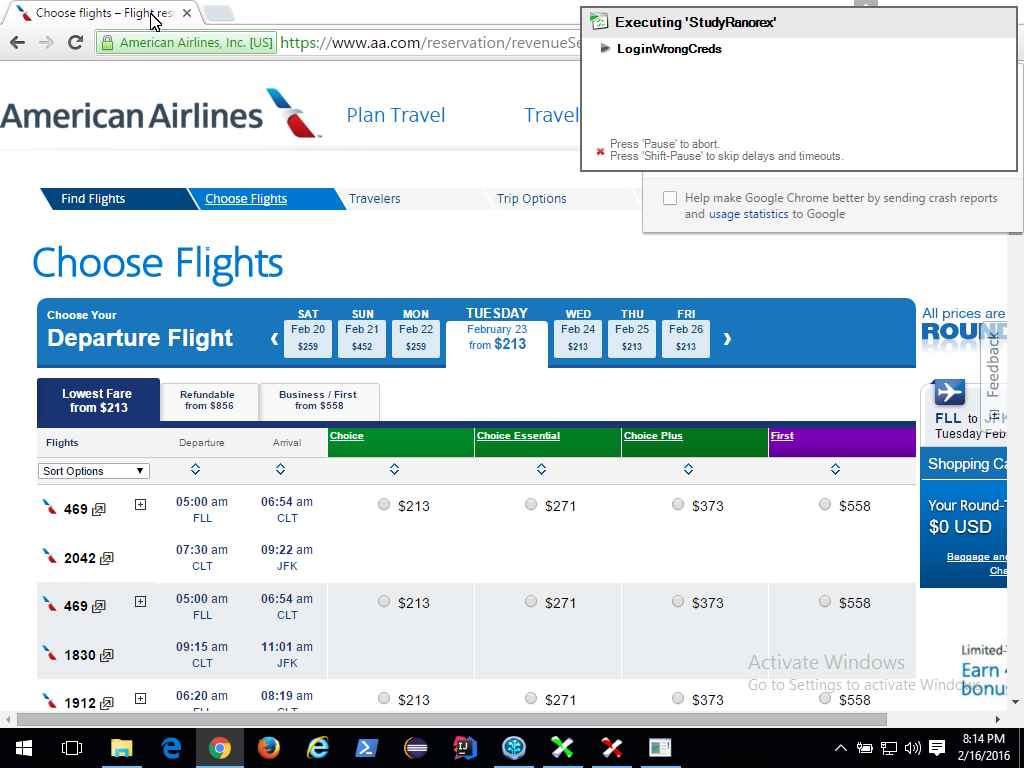 Choose flights – Flight res
American Airlines, Inc. [US] https://www.aa.com/reservation/revenueSe
Executing 'StudyRanorex'
LoginWrongCreds
Press 'Pause' to abort.
Press 'Shift-Pause' to skip delays and timeouts.
American Airlines
Plan Travel
Travel
Help make Google Chrome better by sending crash reports
and usage statistics to Google
Find Flights
Choose Flights
Travelers
Trip Options
Choose Flights
Choose Your
Departure Flight
SAT SUN MON TUESDAY WED THU FRI
Feb 20 Feb 21 Feb 22 February 23 Feb 24 Feb 25 Feb 26
$259 $452 $259 from $213 $213 $213 $213
All prices are
ROUND
Feedback
Lowest Fare
from $213
Refundable
from $856
Business / First
from $558
FLL to JFK
Tuesday Feb
Flights Departure Arrival Choice Choice Essential Choice Plus First
Sort Options
Shopping Ca
Your Round-T
$0 USD
Baggage and
Cha
469 05:00 am 06:54 am $213 $271 $373 $558
FLL CLT
2042 07:30 am 09:22 am
CLT JFK
469 05:00 am 06:54 am $213 $271 $373 $558
FLL CLT
1830 09:15 am 11:01 am
CLT JFK
1912 06:20 am 08:19 am $213 $271 $373 $558
Limited-
Earn
bonu
Activate Windows
Go to Settings to activate Windows.
8:14 PM
2/16/2016